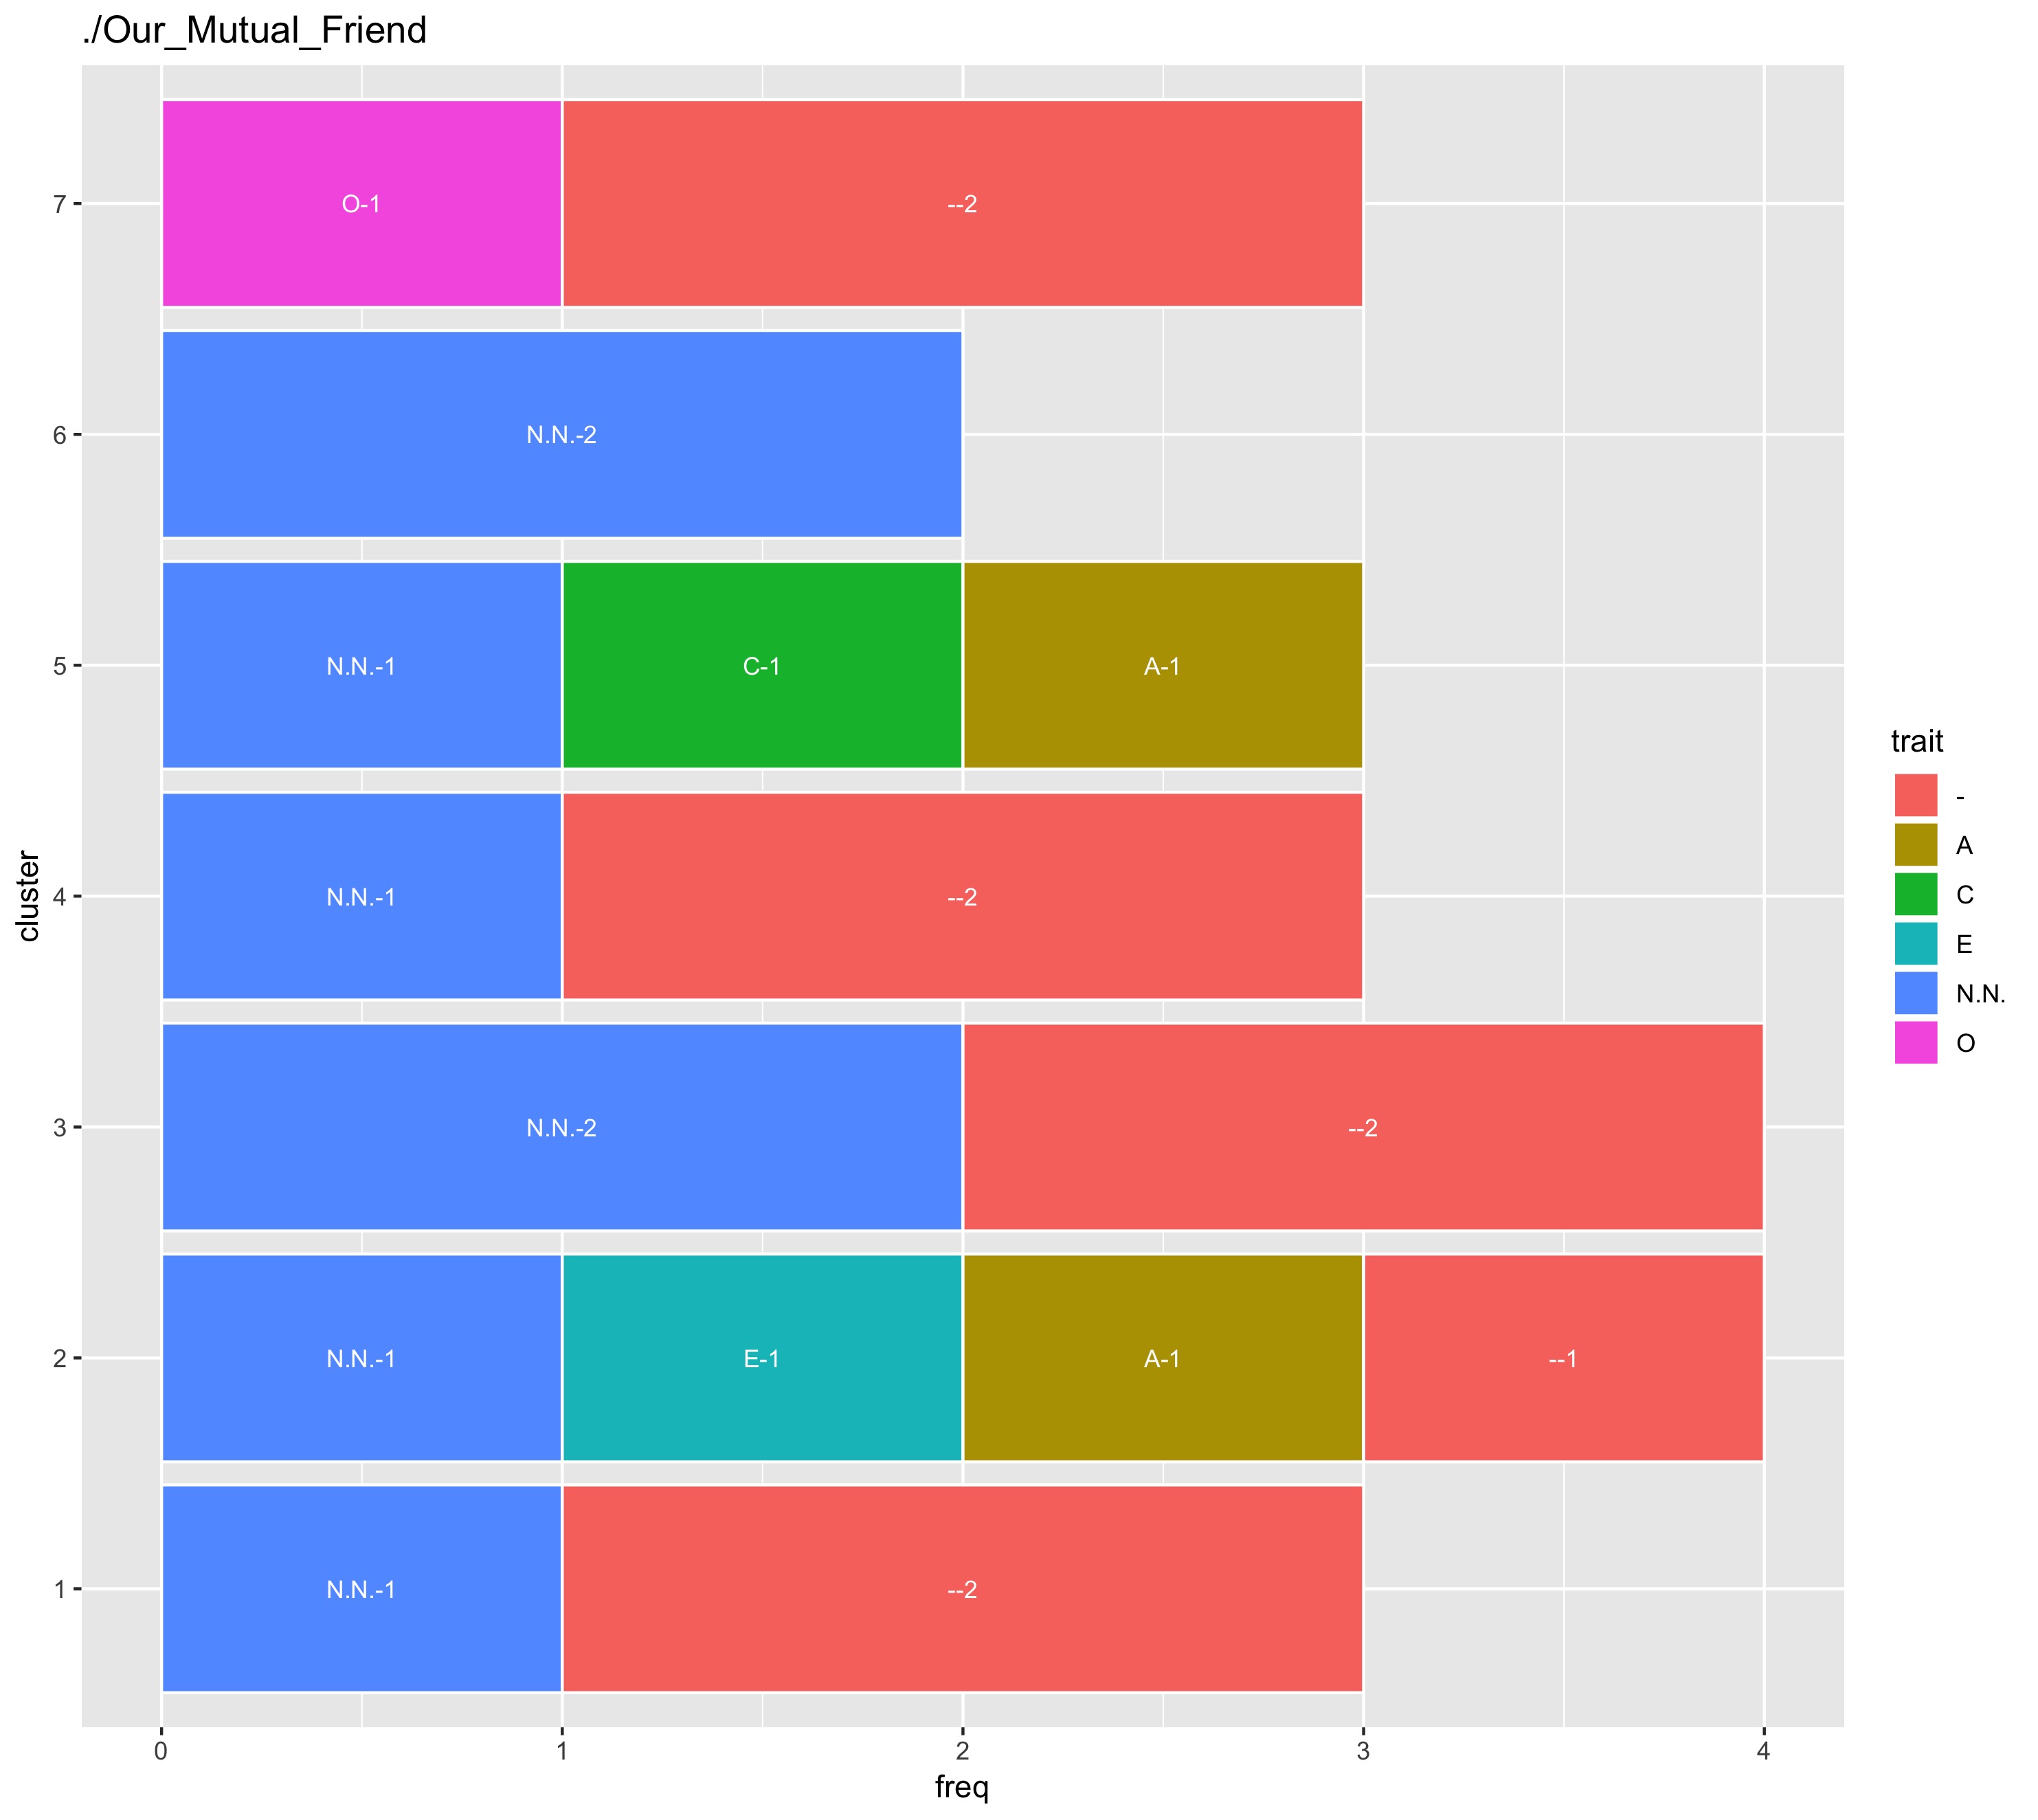 ./Our_Mutual_Friend
7
O-1
--2
6
N.N.-2
5
N.N.-1
C-1
A-1
4
N.N.-1
--2
3
N.N.-2
--2
2
N.N.-1
E-1
A-1
--1
1
N.N.-1
--2
0
1
2
3
4
freq
cluster
trait
-
A
C
E
N.N.
O